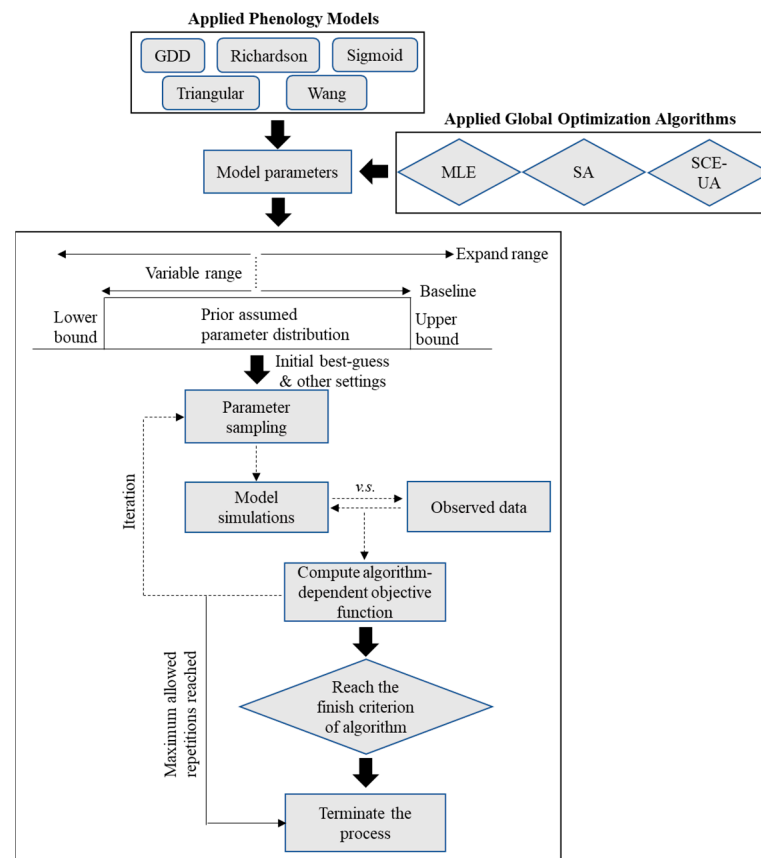 Applied Phenology Models
GDD
Richardson
Sigmoid
Triangular
Wang
Applied Global Optimization Algorithms
Model parameters
MLE
SA
SCE-
UA
Expand range
Variable range
Baseline
Lower
bound
Prior assumed
parameter distribution
Upper
bound
Initial best-guess
& other settings
Parameter
sampling
Iteration
Model
simulations
v.s.
Observed data
Compute algorithm-
dependent objective
function
Reach the
finish criterion
of algorithm
Maximum allowed
repetitions reached
Terminate the
process